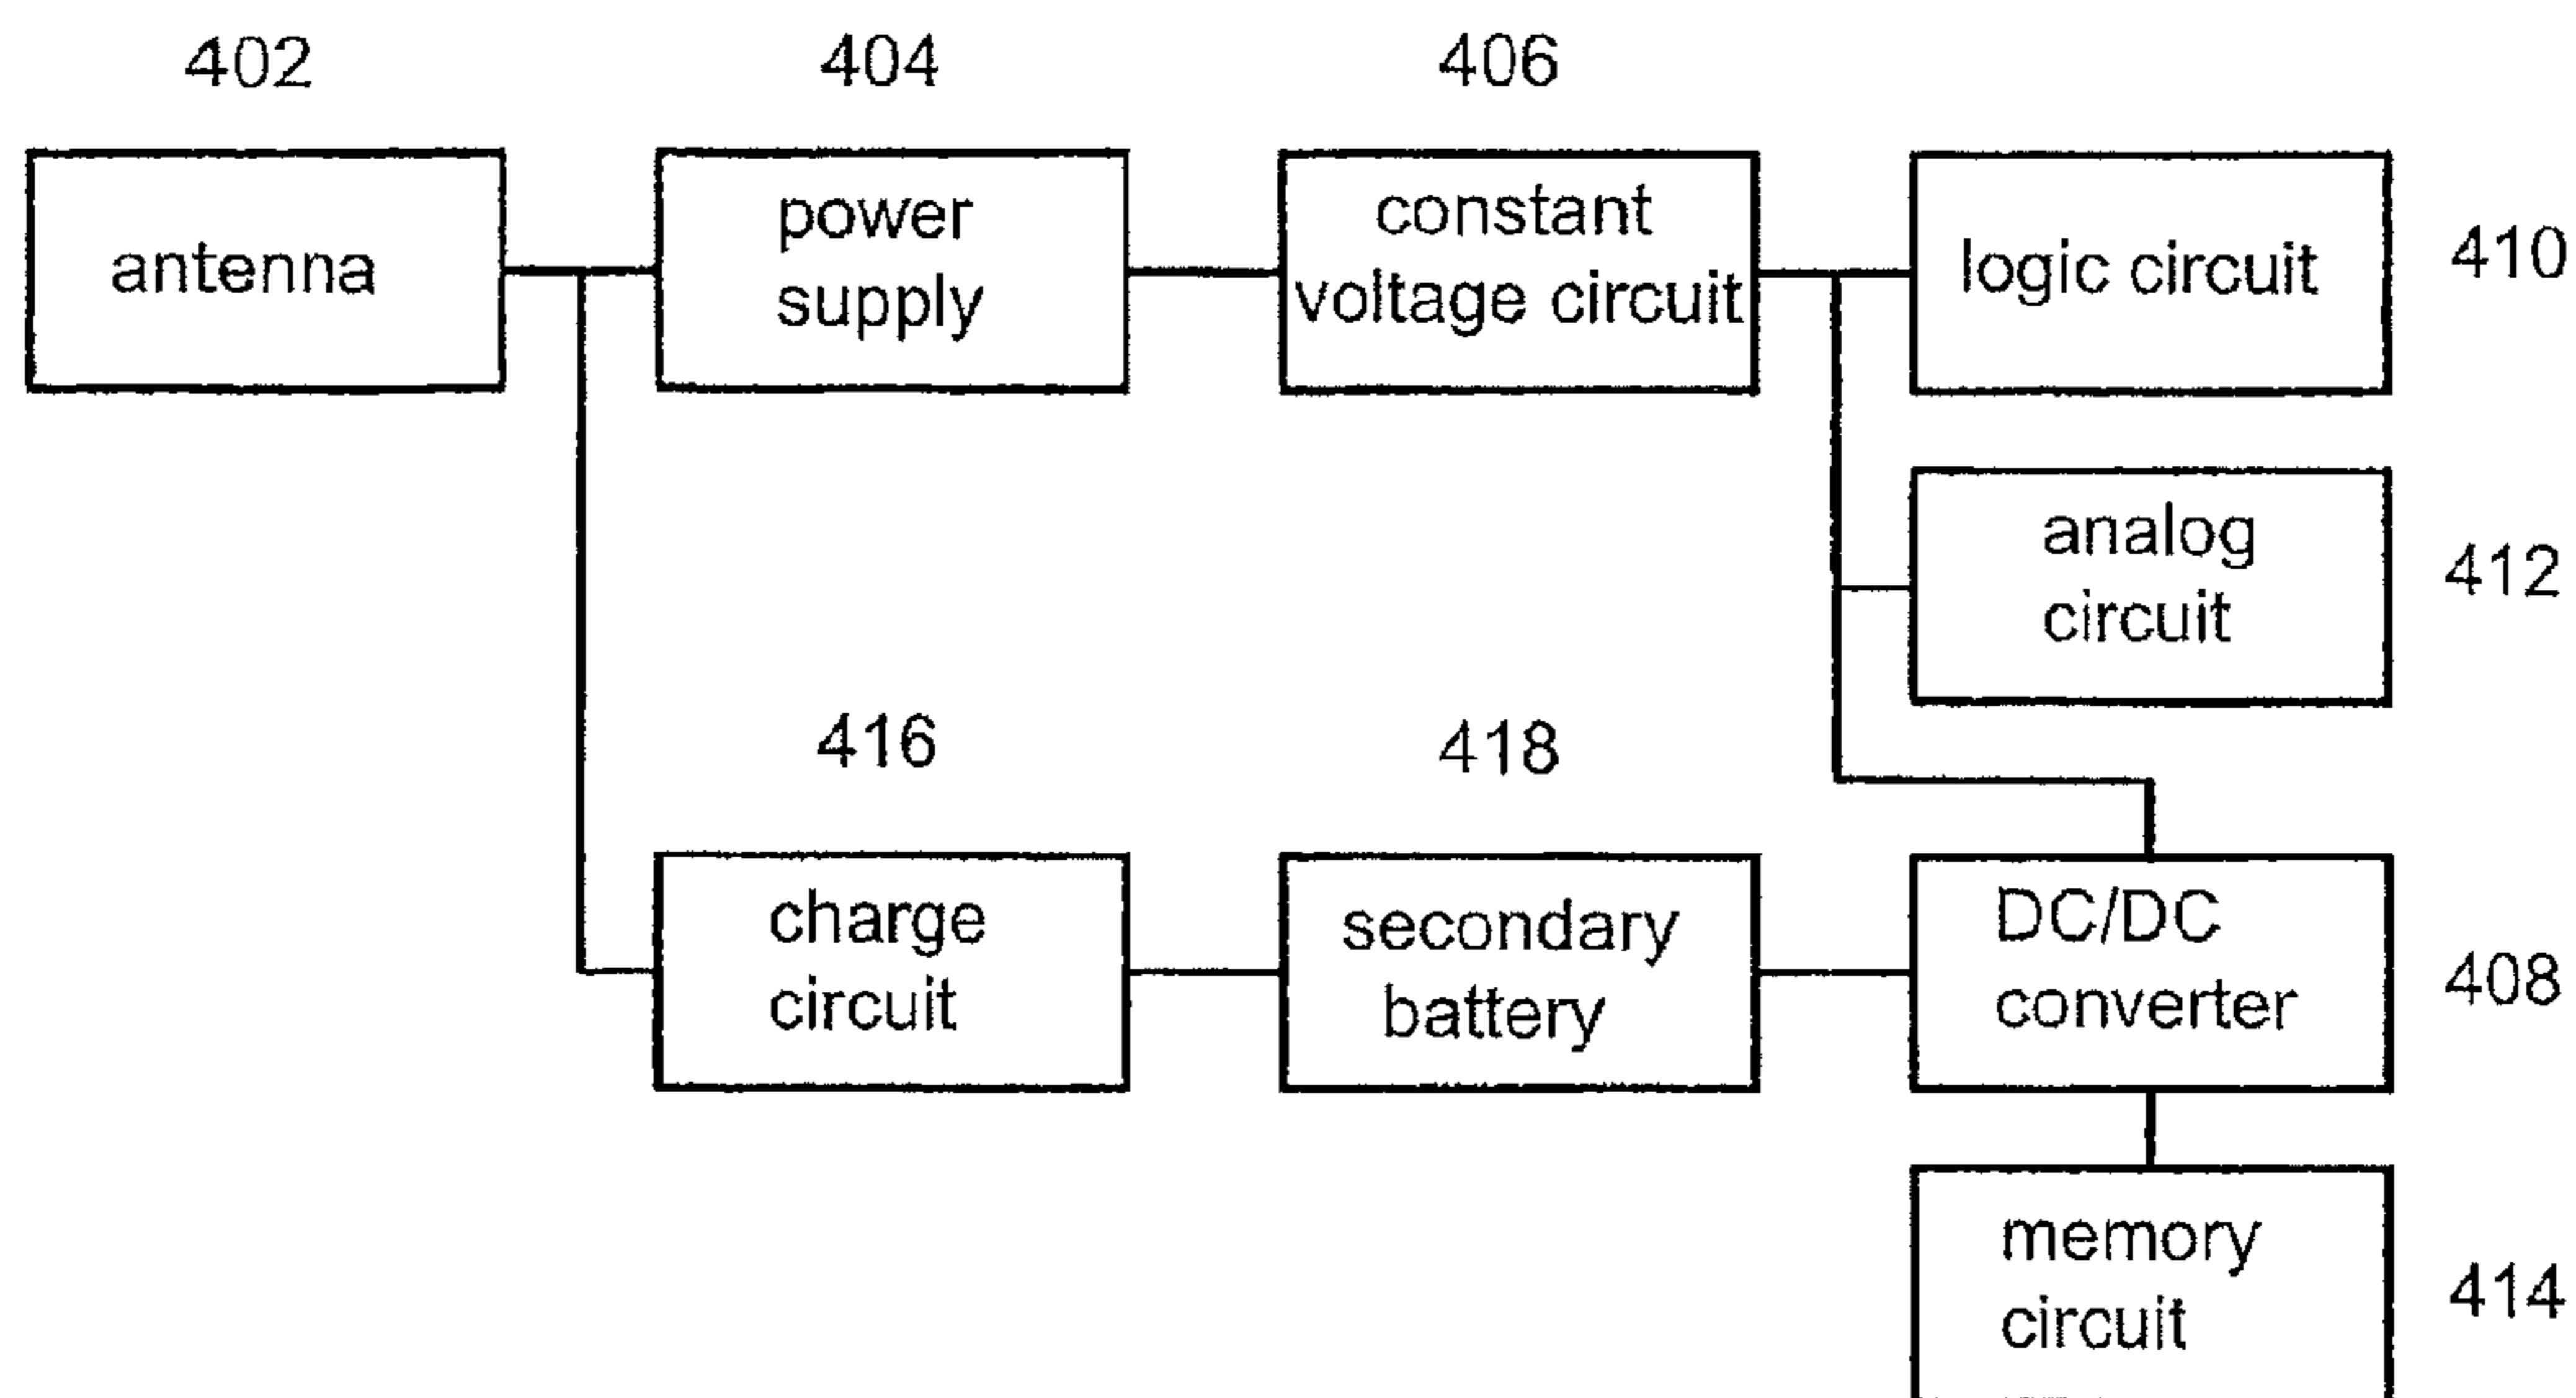 402
404
406
antenna
power
supply
constant
voltage circuit
logic circuit
410
analog
circuit
412
416
418
charge
circuit
secondary
battery
DC/DC
converter
408
memory
circuit
414